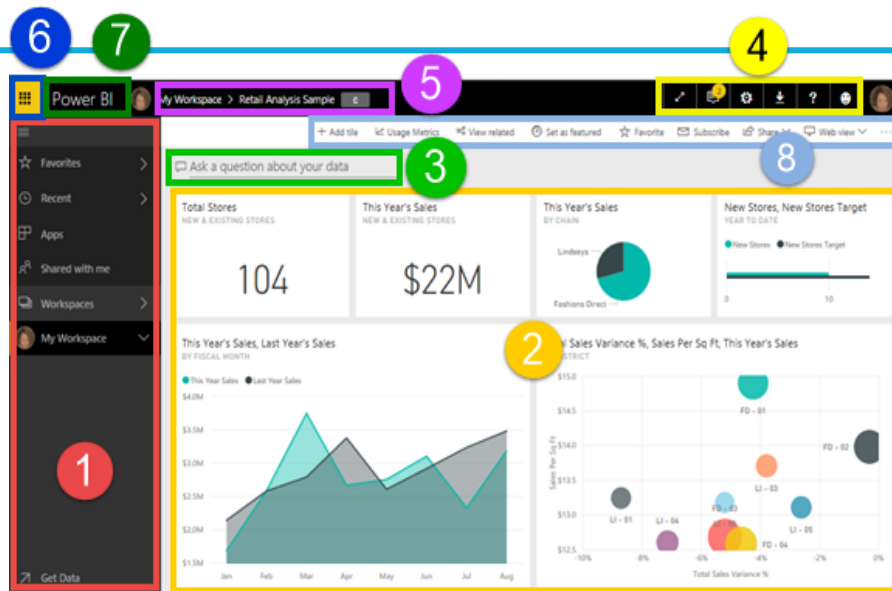 6
7
4
5
Power BI
My Workspace > Retail Analysis Sample
2
?
+ Add tile Usage Metrics View related Set as featured Favorite Subscribe Share Web view ...
8
Ask a question about your data
3
Favorites
Recent
Apps
Shared with me
Workspaces
My Workspace
1
Get Data
Total Stores
NEW & EXISTING STORES
104
This Year's Sales
NEW & EXISTING STORES
$22M
This Year's Sales
BY CHAIN
Lindseys
Fashions Direct
New Stores, New Stores Target
YEAR TO DATE
New Stores New Stores Target
0 10
This Year's Sales, Last Year's Sales
BY FISCAL MONTH
This Year Sales Last Year Sales
$4.0M
$3.5M
$3.0M
$2.5M
$2.0M
$1.5M
Jan Feb Mar Apr May Jun Jul Aug
2
Sales Variance %, Sales Per Sq Ft, This Year's Sales
Sales Per Sq Ft
$15.0
$14.5
$14.0
$13.5
$13.0
$12.5
FD - 01
FD - 02
LI - 03
FD - 03
LI - 01
LI - 04
LI - 05
FD - 04
-10% -8% -6% -4% -2% 0%
Total Sales Variance %